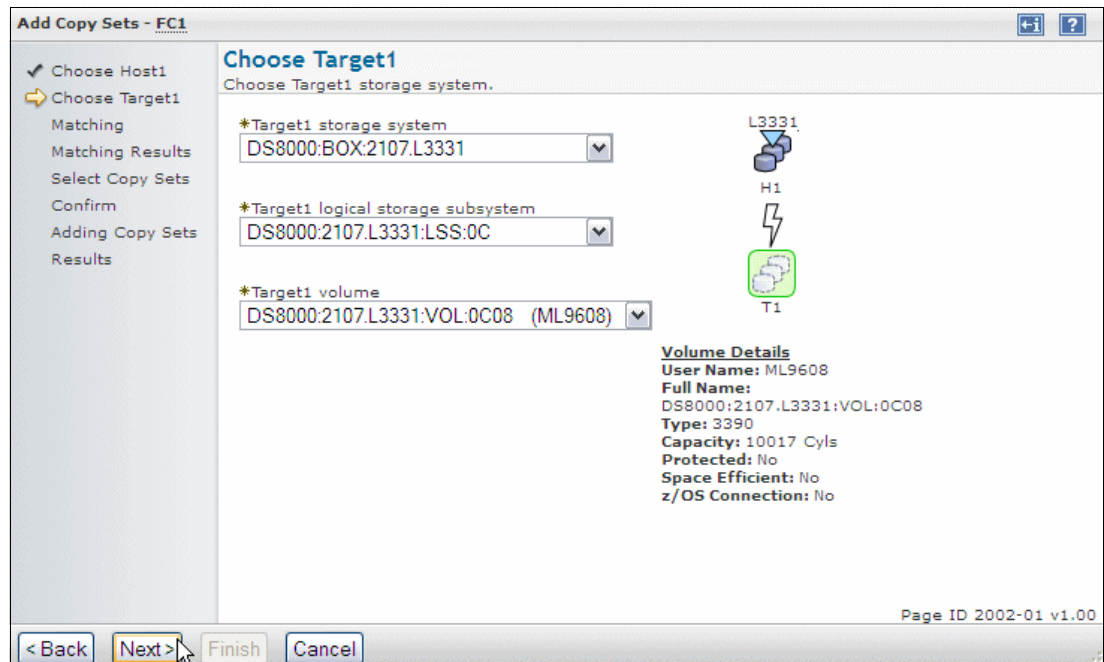 Add Copy Sets - FC1
?
Choose Host1
Choose Target1
Matching
Matching Results
Select Copy Sets
Confirm
Adding Copy Sets
Results
Choose Target1
Choose Target1 storage system.
*Target1 storage system
DS8000:BOX:2107.L3331
*Target1 logical storage subsystem
DS8000:2107.L3331:LSS:0C
*Target1 volume
DS8000:2107.L3331:VOL:0C08 (ML9608)
L3331
H1
T1
Volume Details
User Name: ML9608
Full Name:
DS8000:2107.L3331:VOL:0C08
Type: 3390
Capacity: 10017 Cyls
Protected: No
Space Efficient: No
z/OS Connection: No
Page ID 2002-01 v1.00
< Back Next > Finish Cancel